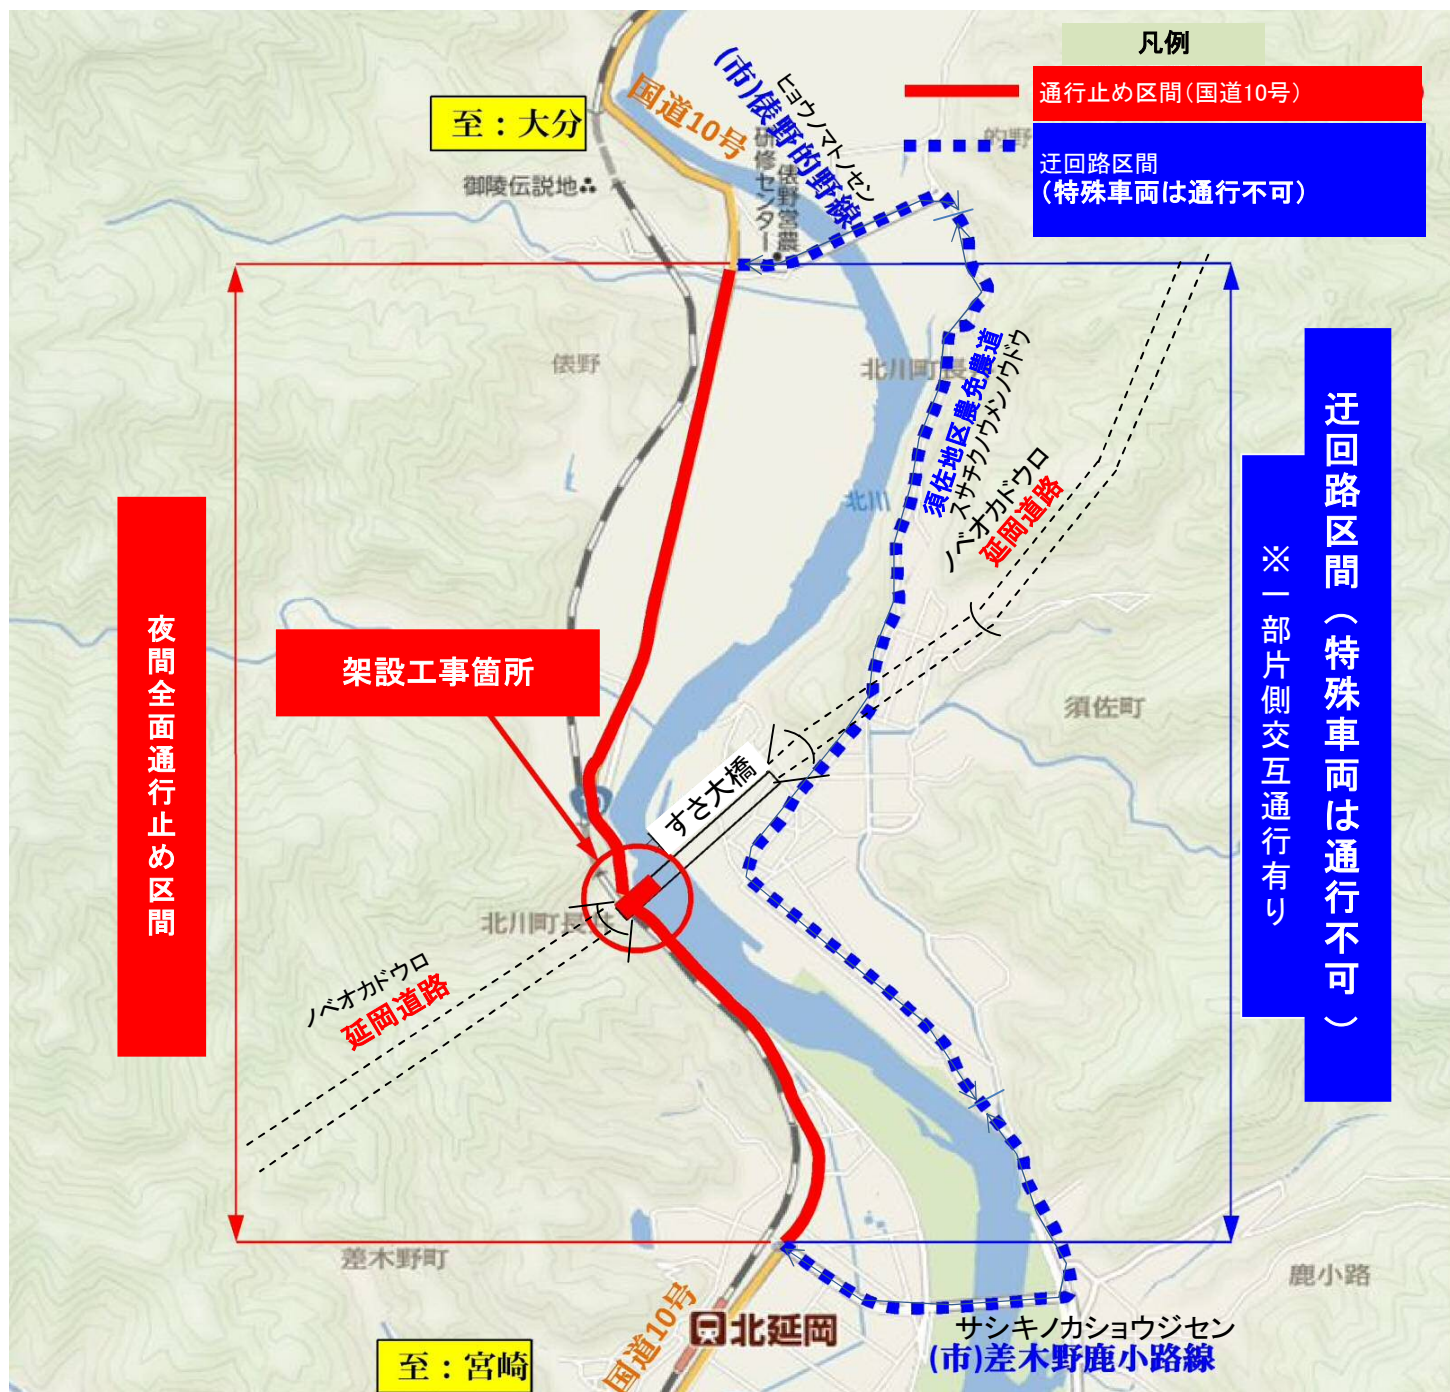 凡例
通行止め区間(国道10号)
迂回路区間
(特殊車両は通行不可)
至:大分
国道10号
(市)俵野的野線
ヒョウノマトノセン
御陵伝説地
俵野営農
研修センター
的野
俵野
北川町長
北川
須佐地区農免農道
スサチクノウメンノウドウ
ノベオカドウロ
延岡道路
迂回路区間(特殊車両は通行不可)
※一部片側交互通行有り
夜間全面通行止め区間
架設工事箇所
須佐町
すさ大橋
北川町長井
ノベオカドウロ
延岡道路
差木野町
鹿小路
国道10号
北延岡
サシキノカショウジセン
(市)差木野鹿小路線
至:宮崎